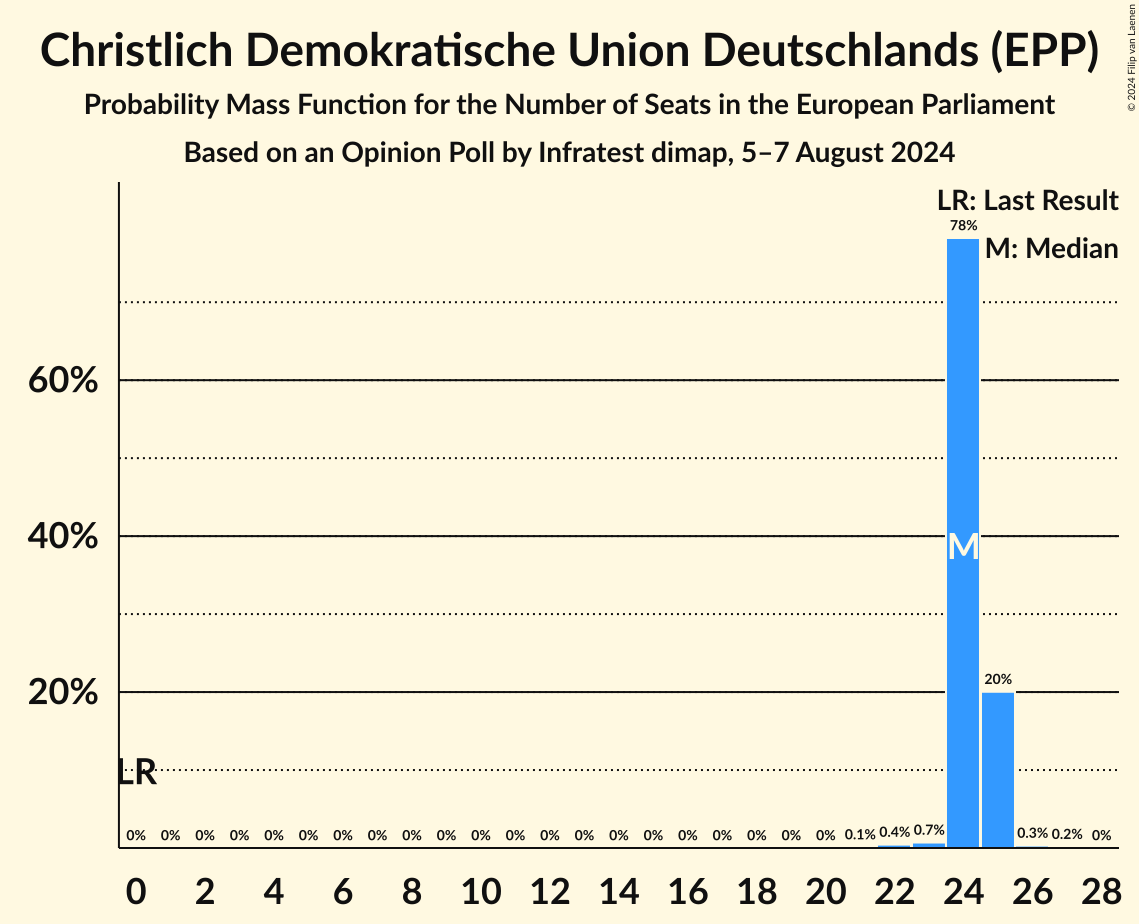 Christlich Demokratische Union Deutschlands (EPP)
Probability Mass Function for the Number of Seats in the European Parliament
Based on an Opinion Poll by Infratest dimap, 5–7 August 2024
© 2024 Filip van Laenen
LR: Last Result
M: Median
78%
60%
40%
M
20%
20%
LR
0% 0% 0% 0% 0% 0% 0% 0% 0% 0% 0% 0% 0% 0% 0% 0% 0% 0% 0% 0% 0% 0.1% 0.4% 0.7% 0.3% 0.2% 0%
0 2 4 6 8 10 12 14 16 18 20 22 24 26 28